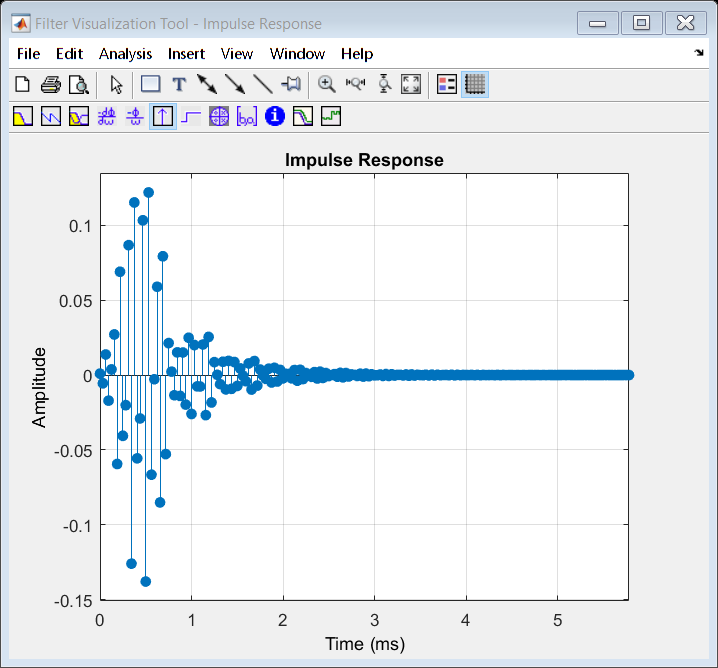 Filter Visualization Tool - Impulse Response
File Edit Analysis Insert View Window Help
Impulse Response
0.1
0.05
0
-0.05
-0.1
-0.15
Amplitude
0 1 2 3 4 5
Time (ms)